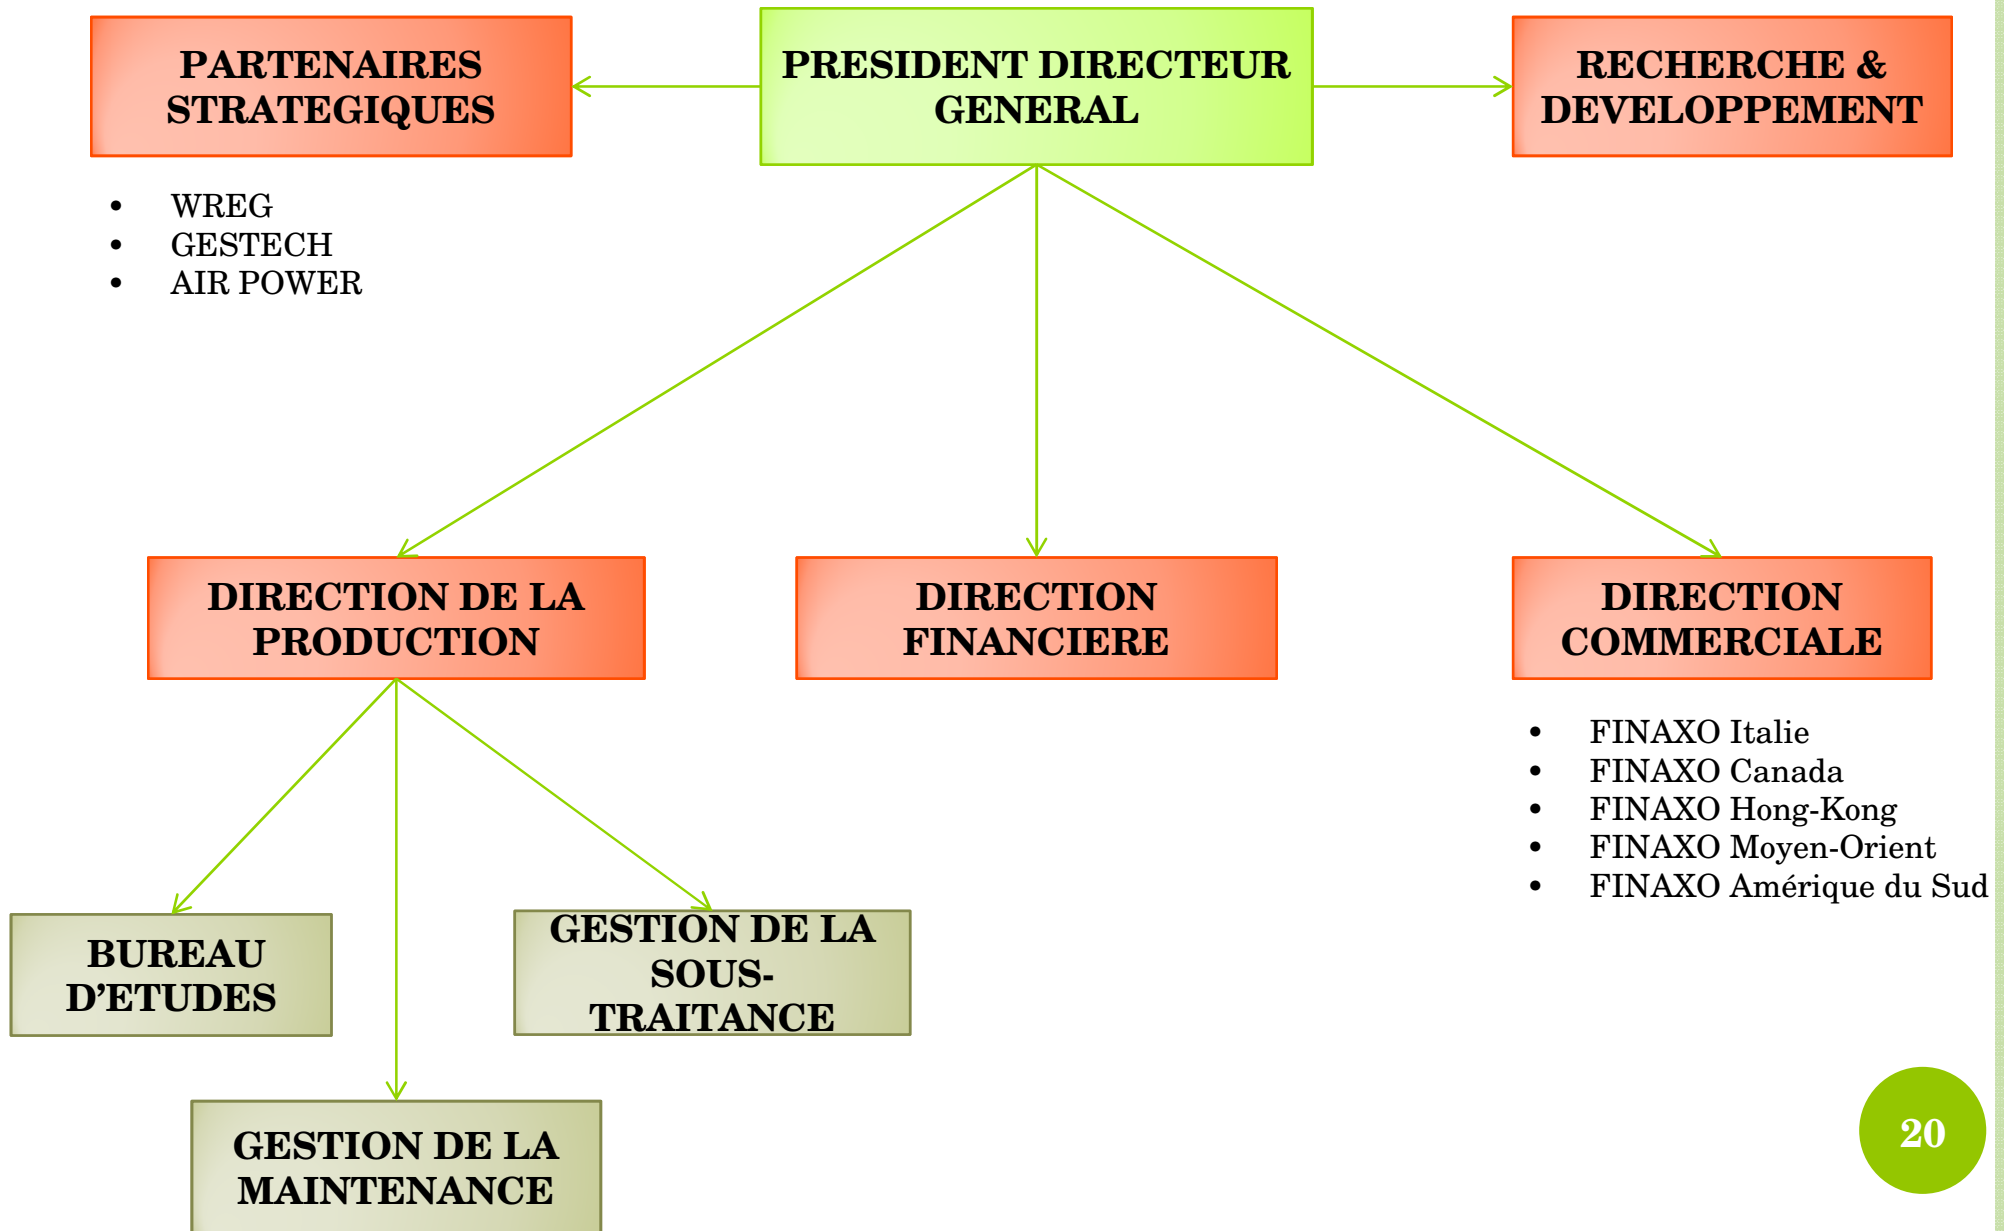 PARTENAIRES
STRATEGIQUES
PRESIDENT DIRECTEUR
GENERAL
RECHERCHE &
DEVELOPPEMENT
• WREG
• GESTECH
• AIR POWER
DIRECTION DE LA
PRODUCTION
DIRECTION
FINANCIERE
DIRECTION
COMMERCIALE
• FINAXO Italie
• FINAXO Canada
• FINAXO Hong-Kong
• FINAXO Moyen-Orient
• FINAXO Amérique du Sud
BUREAU
D’ETUDES
GESTION DE LA
SOUS-
TRAITANCE
GESTION DE LA
MAINTENANCE
20